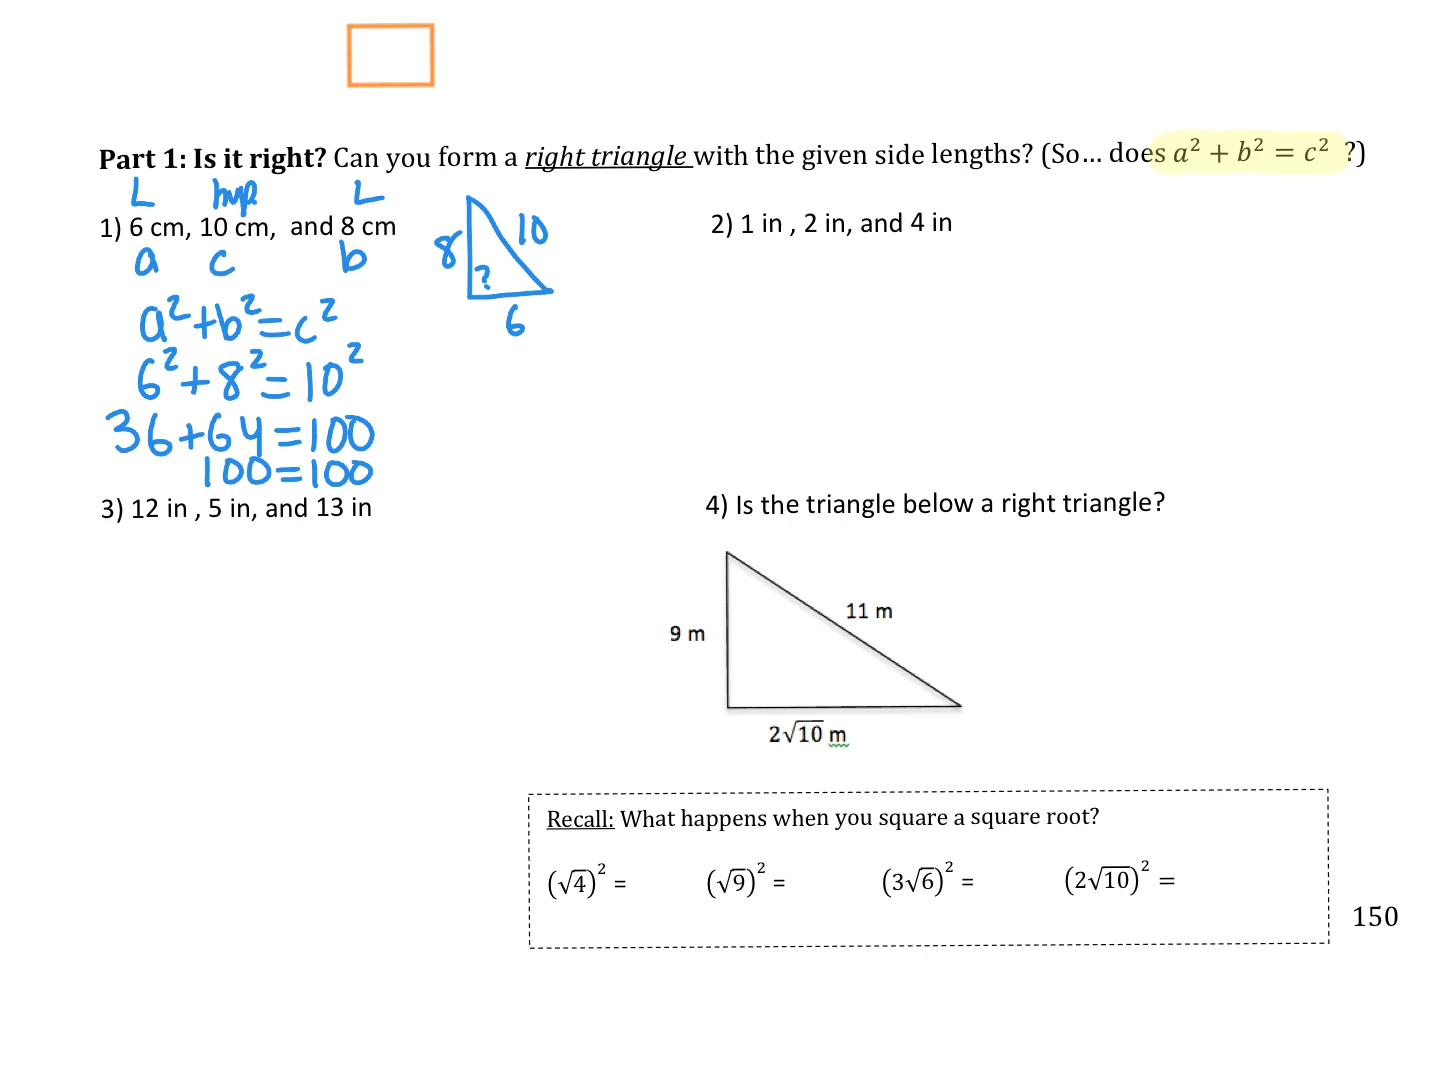 Part 1: Is it right? Can you form a right triangle with the given side lengths? (So... does a² + b² = c² ?)
L hyp L
1) 6 cm, 10 cm, and 8 cm
a c b
8 10
?
6
a²+b²=c²
6²+8²=10²
36+64=100
100=100
2) 1 in , 2 in, and 4 in
3) 12 in , 5 in, and 13 in
4) Is the triangle below a right triangle?
11 m
9 m
2√10 m
Recall: What happens when you square a square root?
(√4)² = (√9)² = (3√6)² = (2√10)² =
150